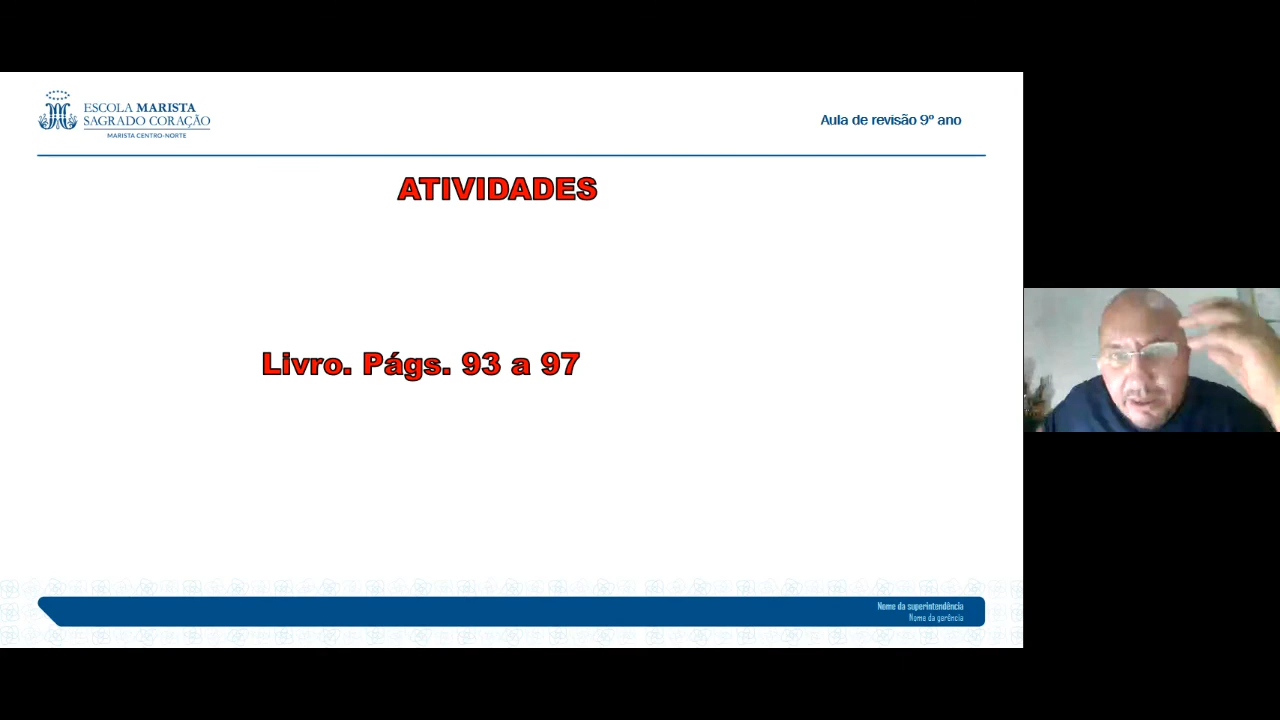 ESCOLA MARISTA
SAGRADO CORAÇÃO
MARISTA CENTRO-NORTE
Aula de revisão 9º ano
ATIVIDADES
Livro. Págs. 93 a 97
Nome da superintendência
Nome da gerência